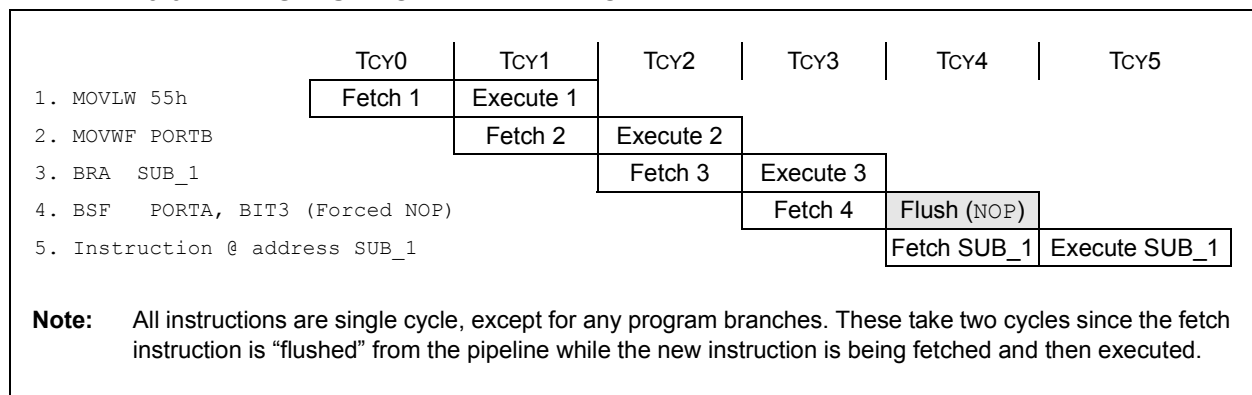 TCY0 TCY1 TCY2 TCY3 TCY4 TCY5
1. MOVLW 55h Fetch 1 Execute 1
2. MOVWF PORTB Fetch 2 Execute 2
3. BRA SUB_1 Fetch 3 Execute 3
4. BSF PORTA, BIT3 (Forced NOP) Fetch 4 Flush (NOP)
5. Instruction @ address SUB_1 Fetch SUB_1 Execute SUB_1
Note: All instructions are single cycle, except for any program branches. These take two cycles since the fetch
instruction is “flushed” from the pipeline while the new instruction is being fetched and then executed.